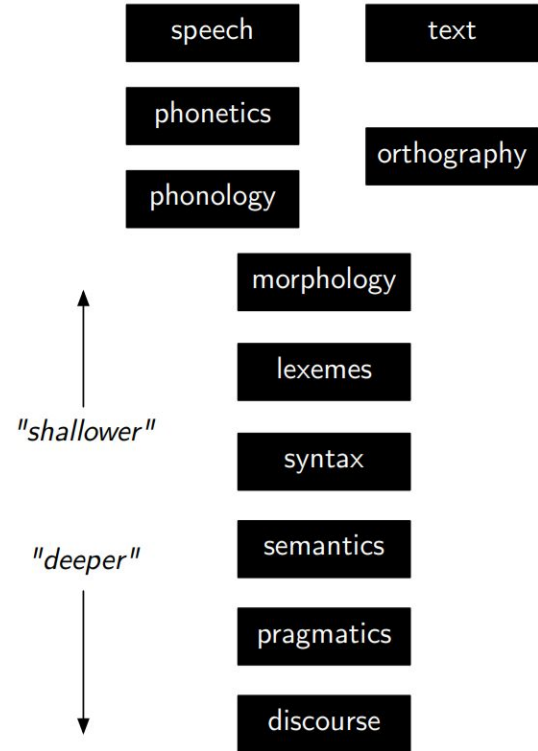 speech
text
phonetics
orthography
phonology
morphology
lexemes
"shallower"
syntax
semantics
"deeper"
pragmatics
discourse